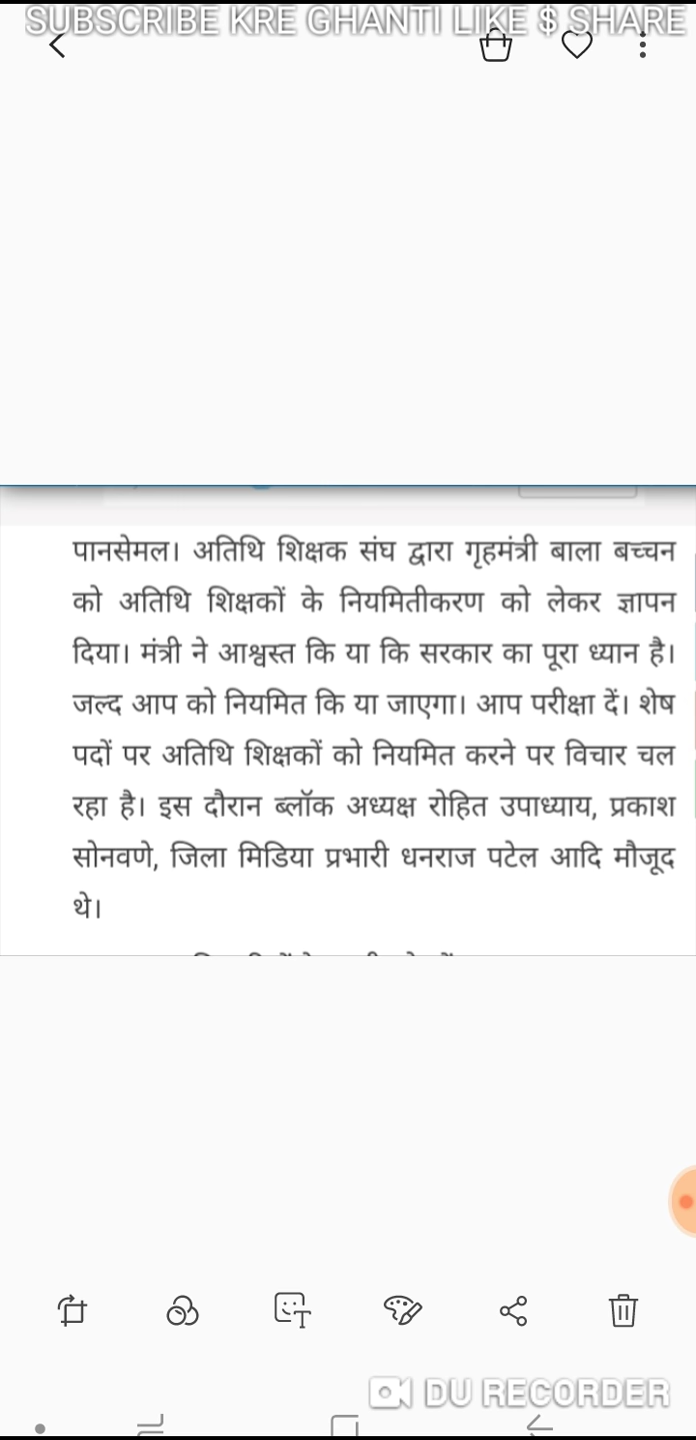 SUBSCRIBE KRE GHANTI LIKE $ SHARE
पानसेमल। अतिथि शिक्षक संघ द्वारा गृहमंत्री बाला बच्चन
को अतिथि शिक्षकों के नियमितीकरण को लेकर ज्ञापन
दिया। मंत्री ने आश्वस्त कि या कि सरकार का पूरा ध्यान है।
जल्द आप को नियमित कि या जाएगा। आप परीक्षा दें। शेष
पदों पर अतिथि शिक्षकों को नियमित करने पर विचार चल
रहा है। इस दौरान ब्लॉक अध्यक्ष रोहित उपाध्याय, प्रकाश
सोनवणे, जिला मिडिया प्रभारी धनराज पटेल आदि मौजूद
थे।
DU RECORDER